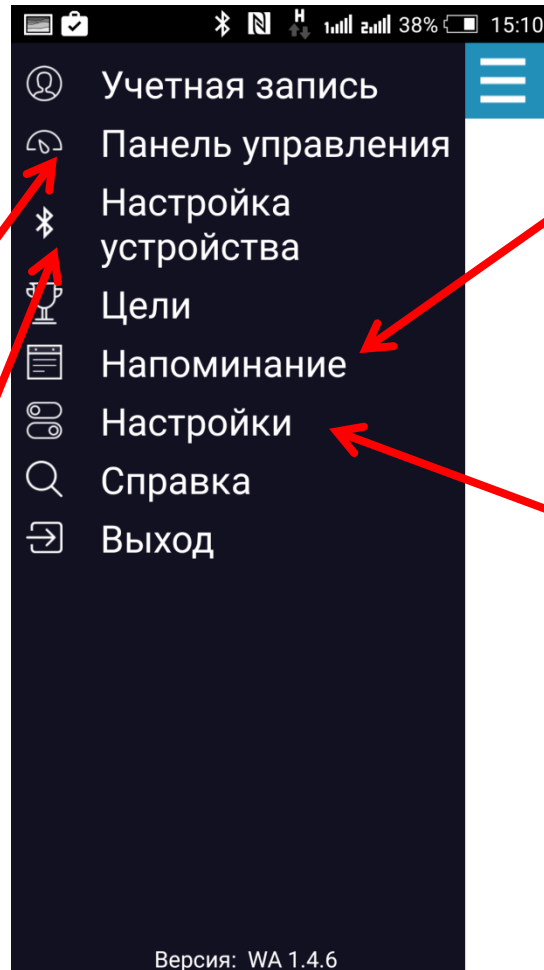 38% 15:10
Учетная запись
Панель управления
Настройка
устройства
Цели
Напоминание
Настройки
Справка
Выход
Версия: WA 1.4.6